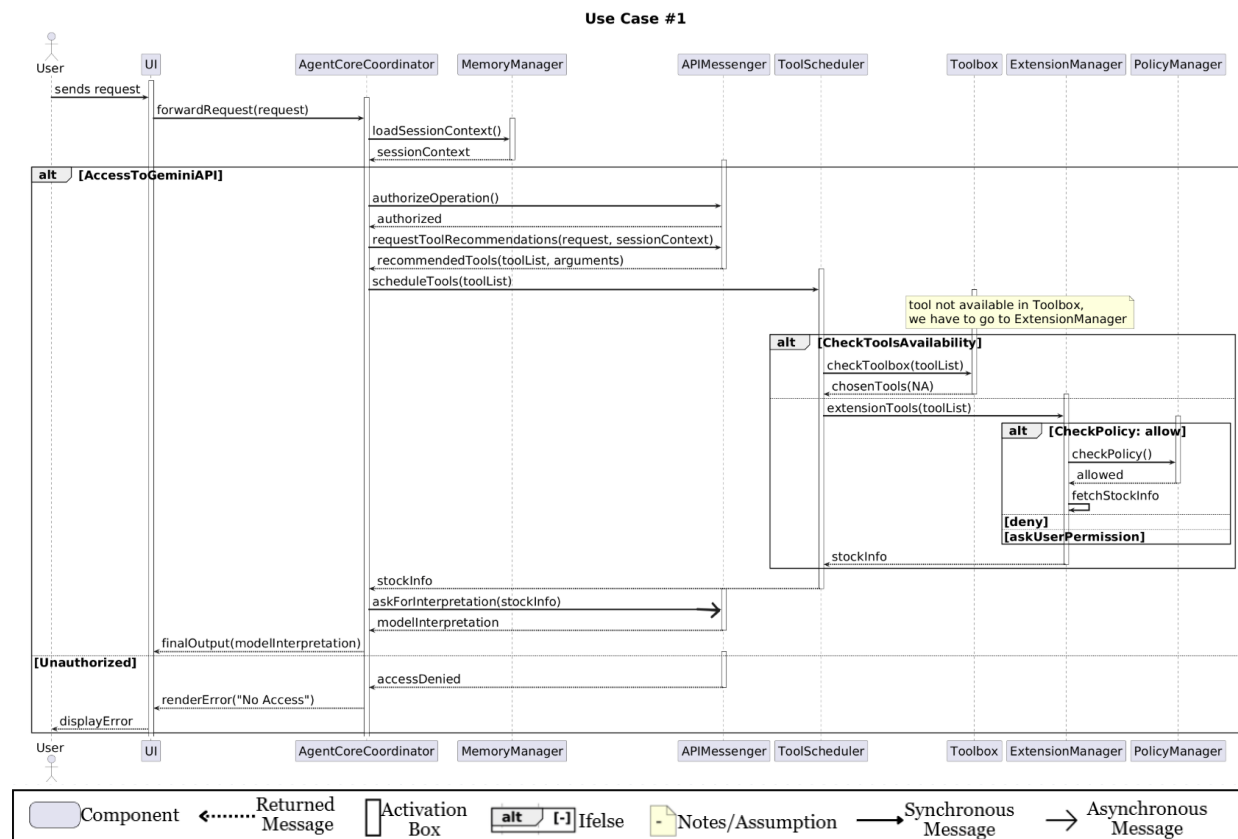 Use Case #1
User
UI
AgentCoreCoordinator
MemoryManager
APIMessenger
ToolScheduler
Toolbox
ExtensionManager
PolicyManager
sends request
forwardRequest(request)
loadSessionContext()
sessionContext
alt [AccessToGeminiAPI]
authorizeOperation()
authorized
requestToolRecommendations(request, sessionContext)
recommendedTools(toolList, arguments)
scheduleTools(toolList)
tool not available in Toolbox,
we have to go to ExtensionManager
alt [CheckToolsAvailability]
checkToolbox(toolList)
chosenTools(NA)
extensionTools(toolList)
alt [CheckPolicy: allow]
checkPolicy()
allowed
fetchStockInfo
[deny]
[askUserPermission]
stockInfo
stockInfo
askForInterpretation(stockInfo)
modelInterpretation
finalOutput(modelInterpretation)
[Unauthorized]
accessDenied
renderError("No Access")
displayError
User
UI
AgentCoreCoordinator
MemoryManager
APIMessenger
ToolScheduler
Toolbox
ExtensionManager
PolicyManager
Component
Returned
Message
Activation
Box
alt [-] Ifelse
- Notes/Assumption
Synchronous
Message
Asynchronous
Message